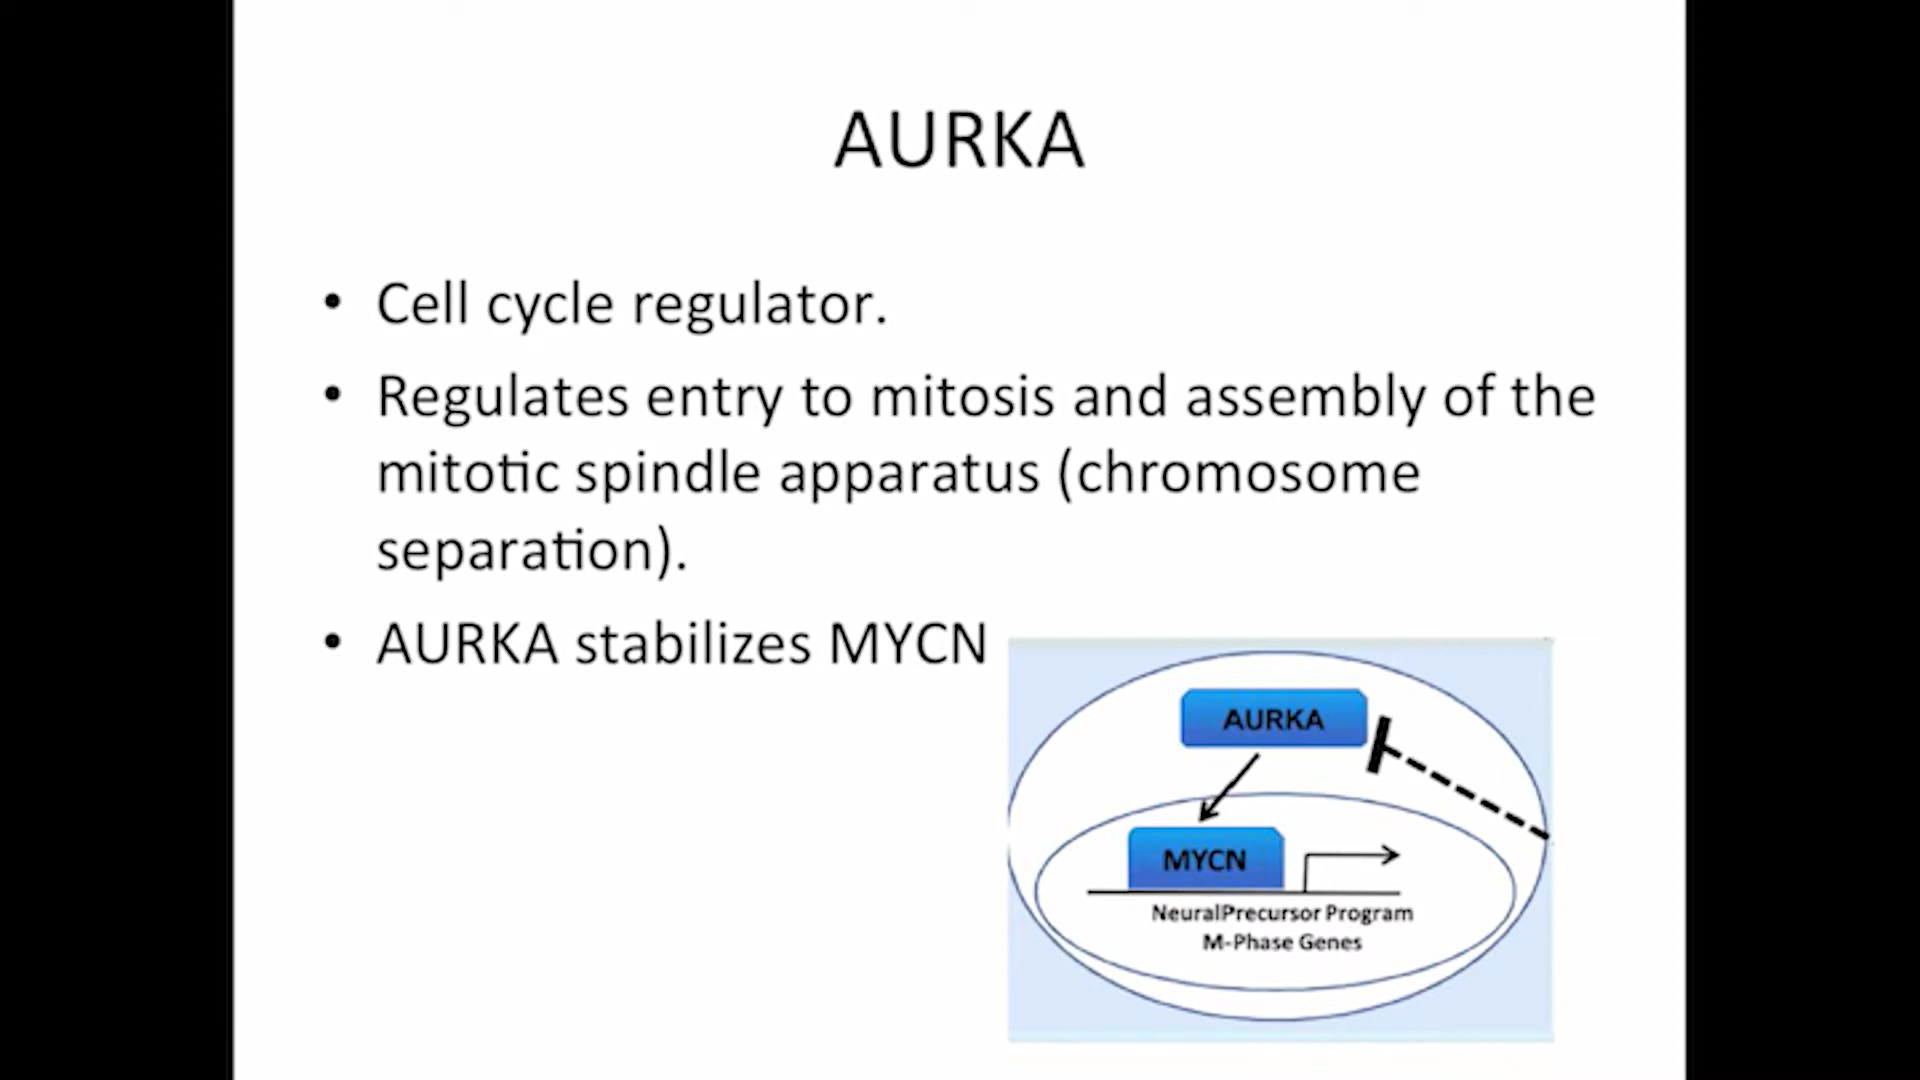 AURKA
• Cell cycle regulator.
• Regulates entry to mitosis and assembly of the
mitotic spindle apparatus (chromosome
separation).
• AURKA stabilizes MYCN
AURKA
MYCN
NeuralPrecursor Program
M-Phase Genes